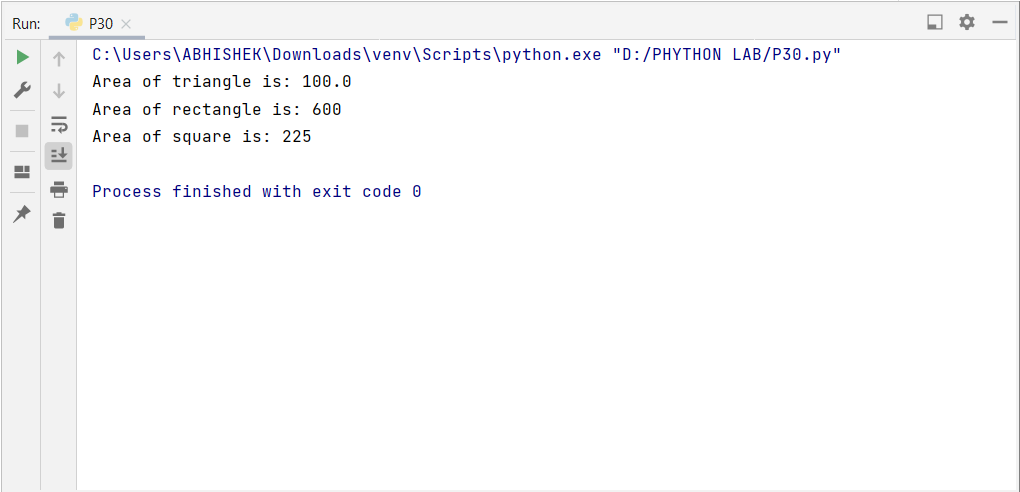 Run: P30
C:\Users\ABHISHEK\Downloads\venv\Scripts\python.exe "D:/PHYTHON LAB/P30.py"
Area of triangle is: 100.0
Area of rectangle is: 600
Area of square is: 225
Process finished with exit code 0